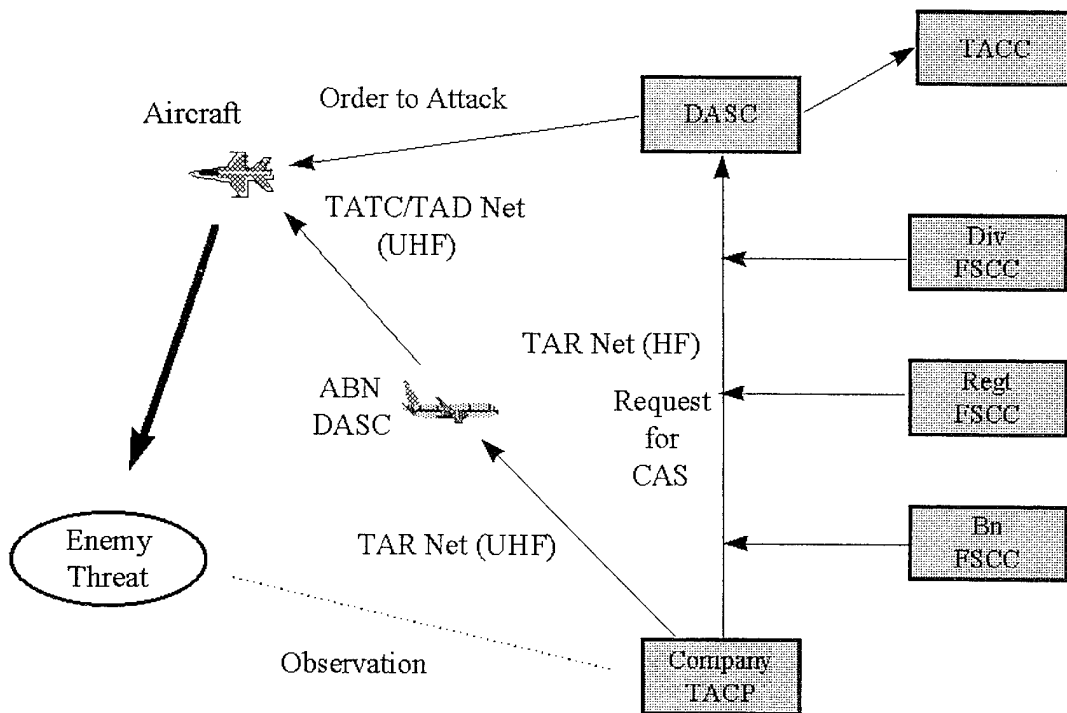 TACC
Aircraft
Order to Attack
DASC
TATC/TAD Net
(UHF)
Div
FSCC
TAR Net (HF)
ABN
DASC
Request
for
CAS
Regt
FSCC
Enemy
Threat
TAR Net (UHF)
Bn
FSCC
Observation
Company
TACP